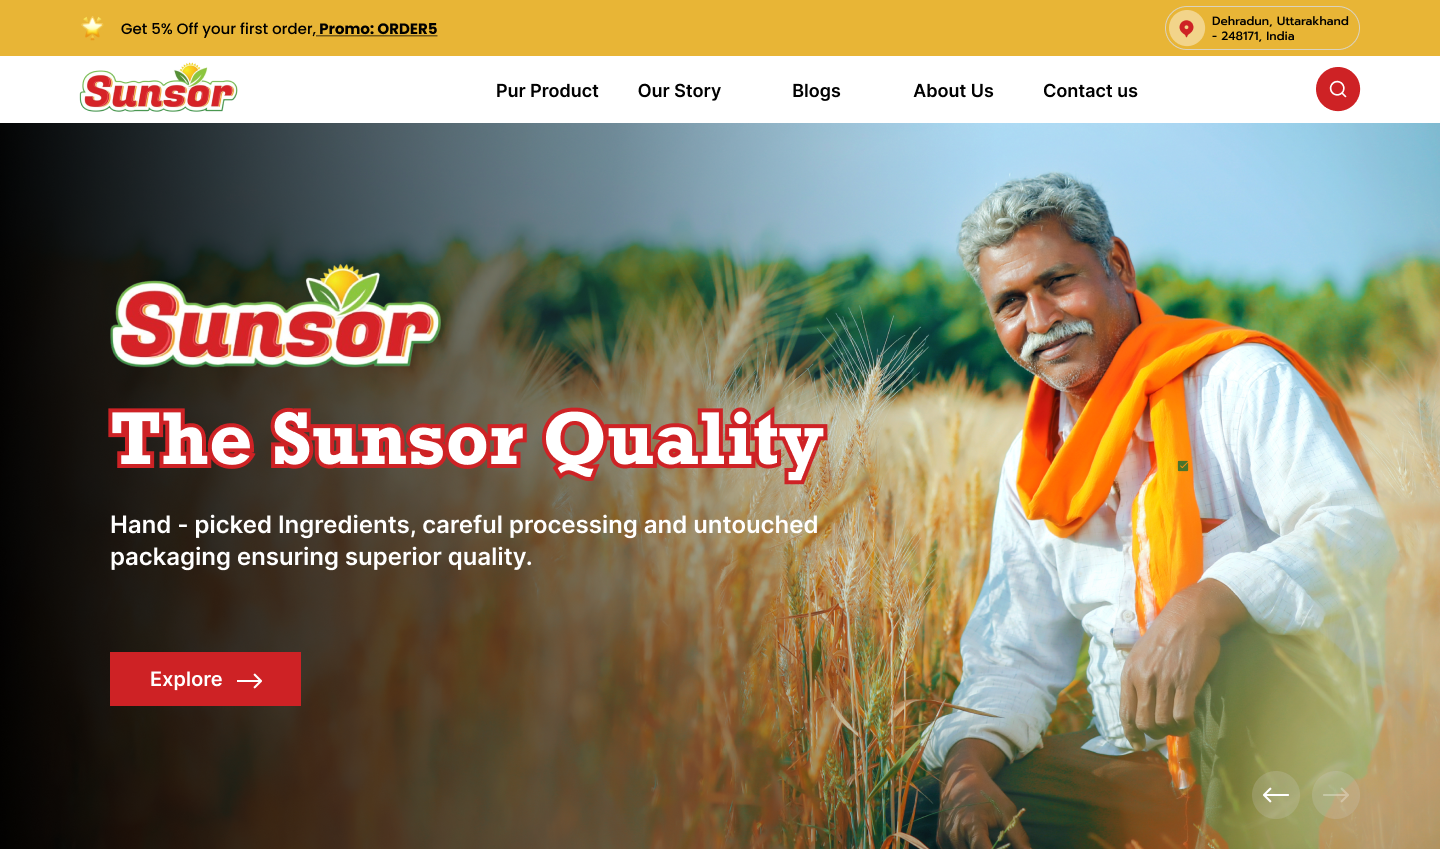 Get 5% Off your first order, Promo: ORDER5
Dehradun, Uttarakhand
- 248171, India
Sunsor
Pur Product
Our Story
Blogs
About Us
Contact us
Sunsor
The Sunsor Quality
Hand - picked Ingredients, careful processing and untouched
packaging ensuring superior quality.
Explore